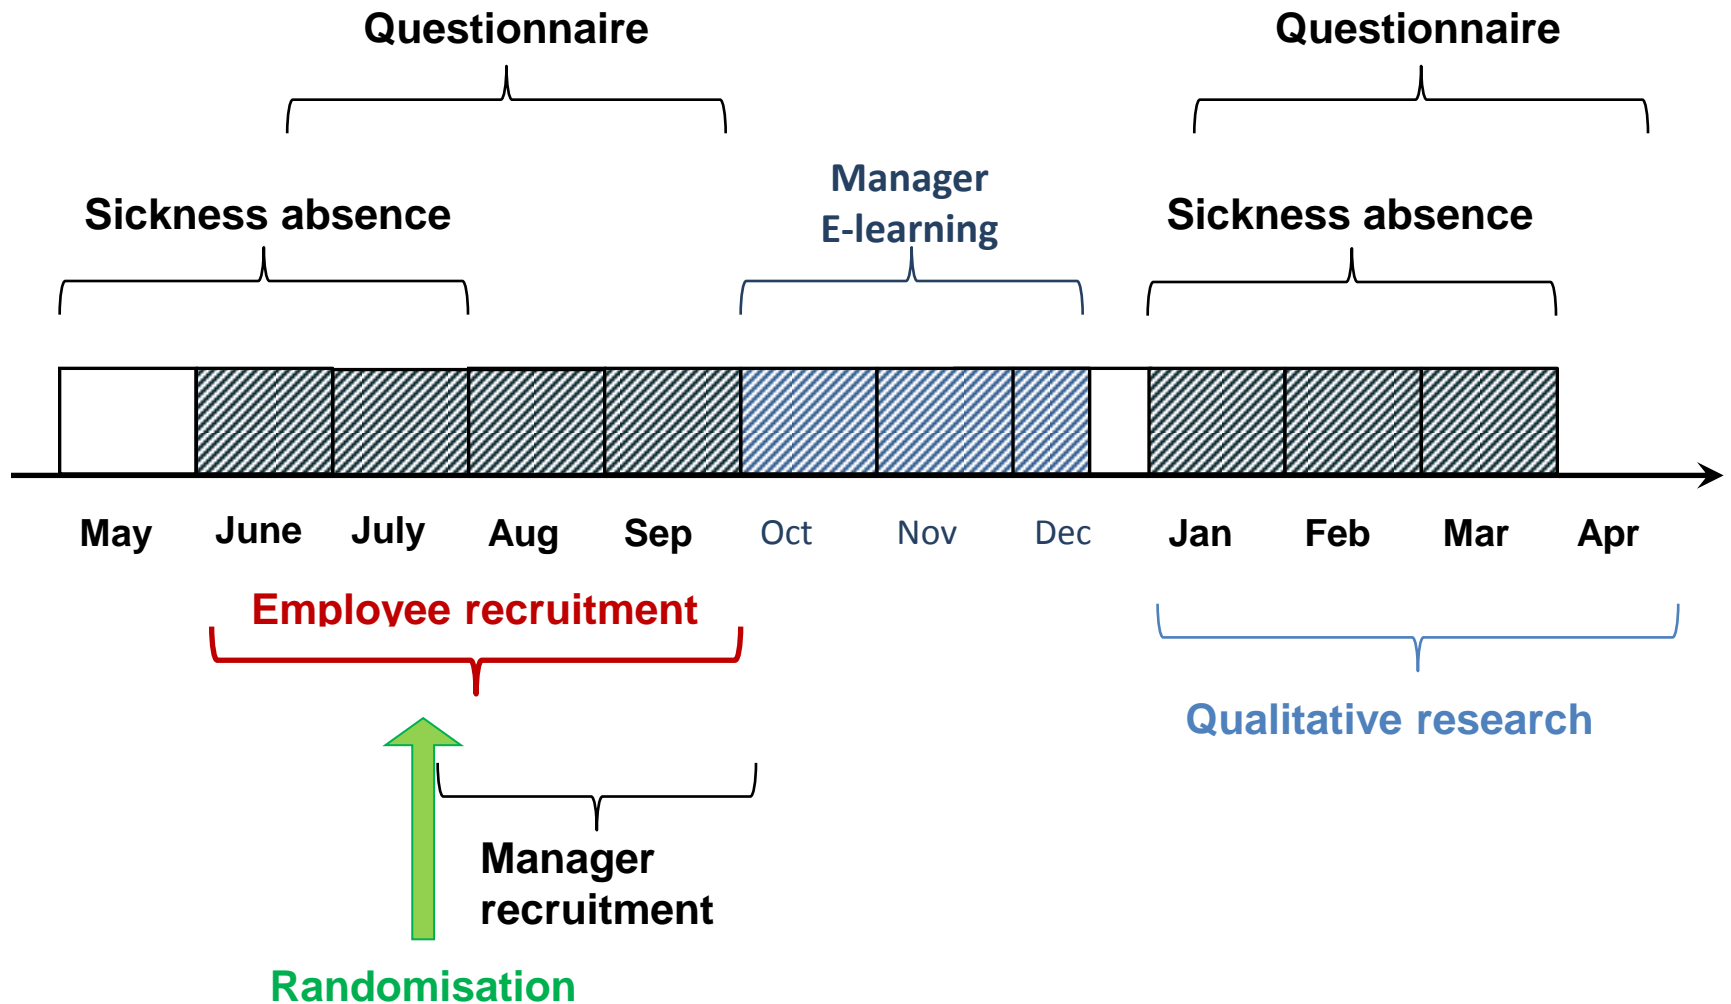 Questionnaire
Questionnaire
Manager
E-learning
Sickness absence
Sickness absence
May June July Aug Sep Oct Nov Dec Jan Feb Mar Apr
Employee recruitment
Qualitative research
Manager
recruitment
Randomisation